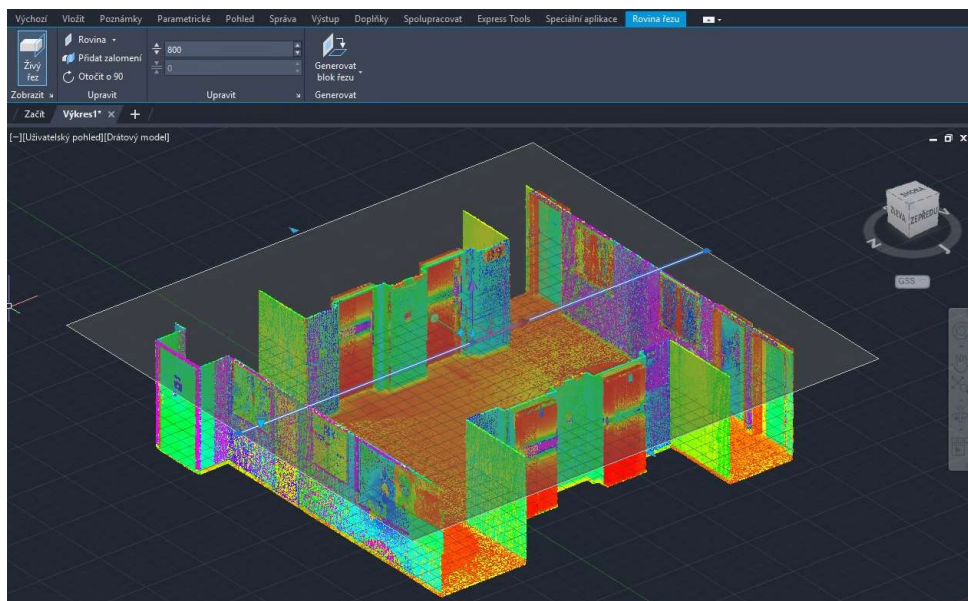 Výchozí Vložit Poznámky Parametrické Pohled Správa Výstup Doplňky Spolupracovat Express Tools Speciální aplikace Rovina řezu
Živý řez
Rovina
Přidat zalomení
Otočit o 90
800
0
Generovat
blok řezu
Zobrazit Upravit Upravit Generovat
Začít Výkres1* × +
[−][Uživatelský pohled][Drátový model]
SHORA
ZLEVA ZEPŘEDU
Z
J
GSS